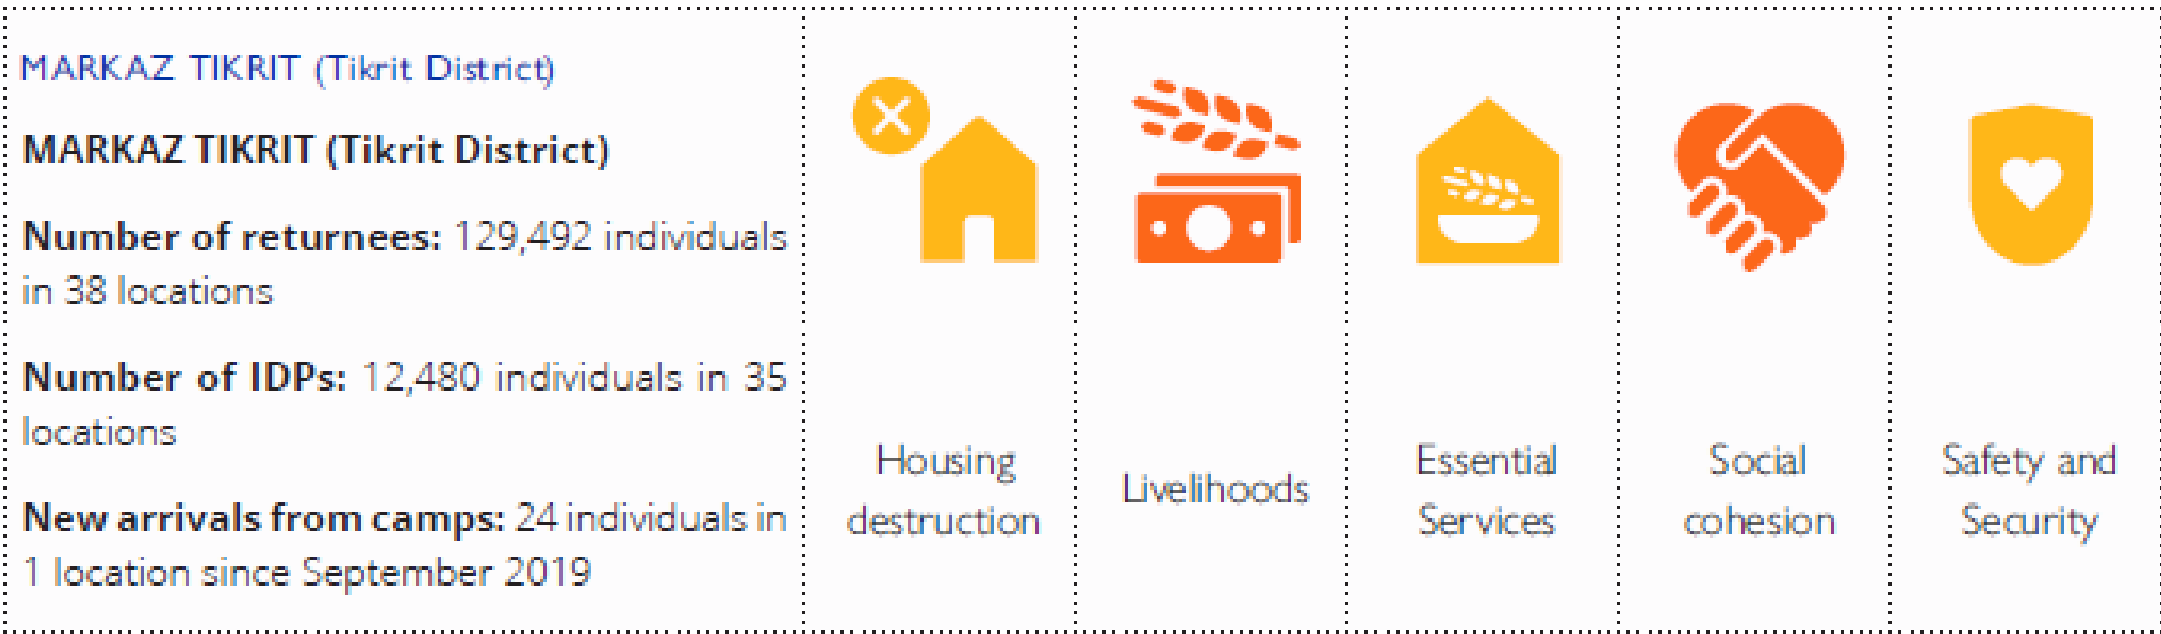 MARKAZ TIKRIT (Tikrit District)
MARKAZ TIKRIT (Tikrit District)
Number of returnees: 129,492 individuals
in 38 locations
Number of IDPs: 12,480 individuals in 35
locations
New arrivals from camps: 24 individuals in
1 location since September 2019
Housing
destruction
Livelihoods
Essential
Services
Social
cohesion
Safety and
Security